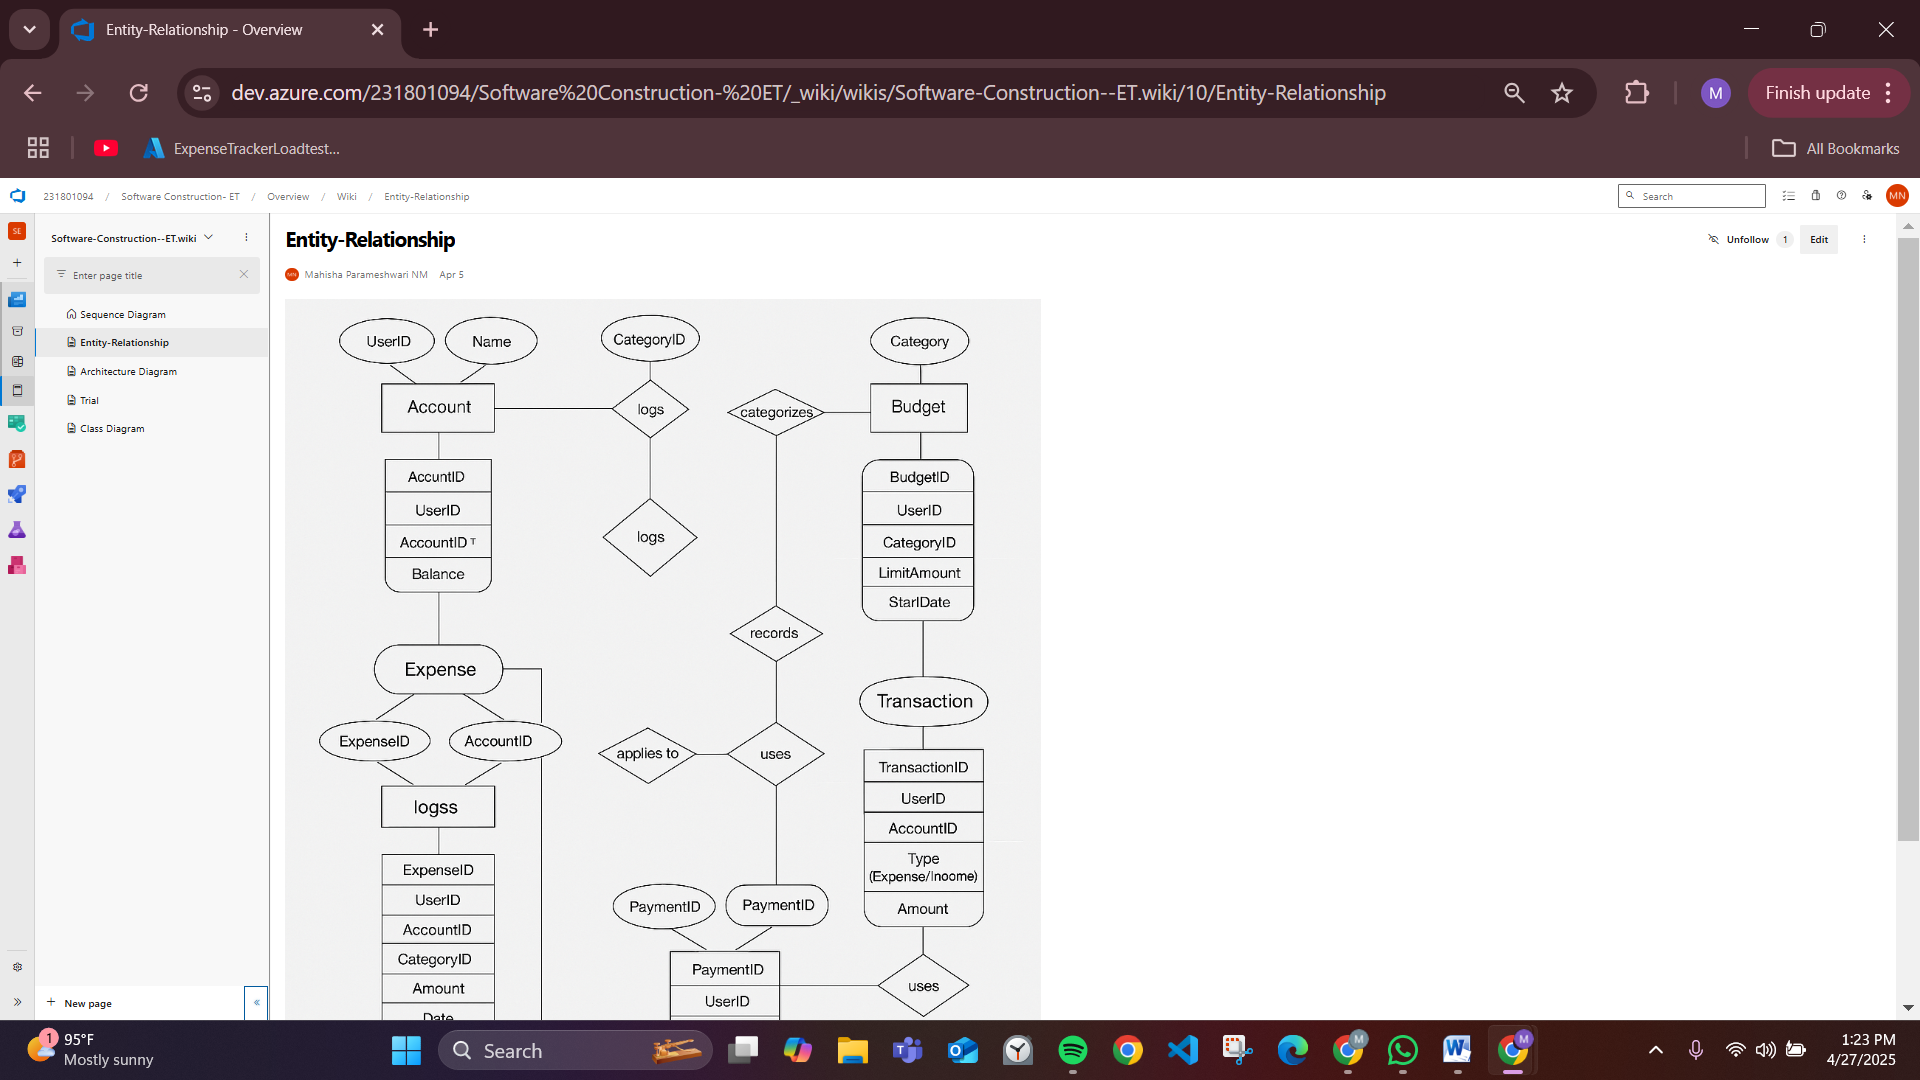 Entity-Relationship - Overview
dev.azure.com/231801094/Software%20Construction-%20ET/_wiki/wikis/Software-Construction--ET.wiki/10/Entity-Relationship
M
Finish update
ExpenseTrackerLoadtest...
All Bookmarks
231801094 / Software Construction- ET / Overview / Wiki / Entity-Relationship
Search
MN
SE
Software-Construction--ET.wiki
Enter page title
Sequence Diagram
Entity-Relationship
Architecture Diagram
Trial
Class Diagram
New page
Entity-Relationship
Unfollow 1
Edit
MN Mahisha Parameshwari NM Apr 5
UserID
Name
CategoryID
Category
Account
logs
categorizes
Budget
AccuntID
UserID
AccountID T
Balance
logs
BudgetID
UserID
CategoryID
LimitAmount
StarIDate
records
Expense
Transaction
ExpenseID
AccountID
applies to
uses
TransactionID
UserID
AccountID
Type
(Expense/Inoome)
Amount
logss
ExpenseID
UserID
AccountID
CategoryID
Amount
Date
PaymentID
PaymentID
PaymentID
UserID
uses
1
95°F
Mostly sunny
Search
M
M
1:23 PM
4/27/2025